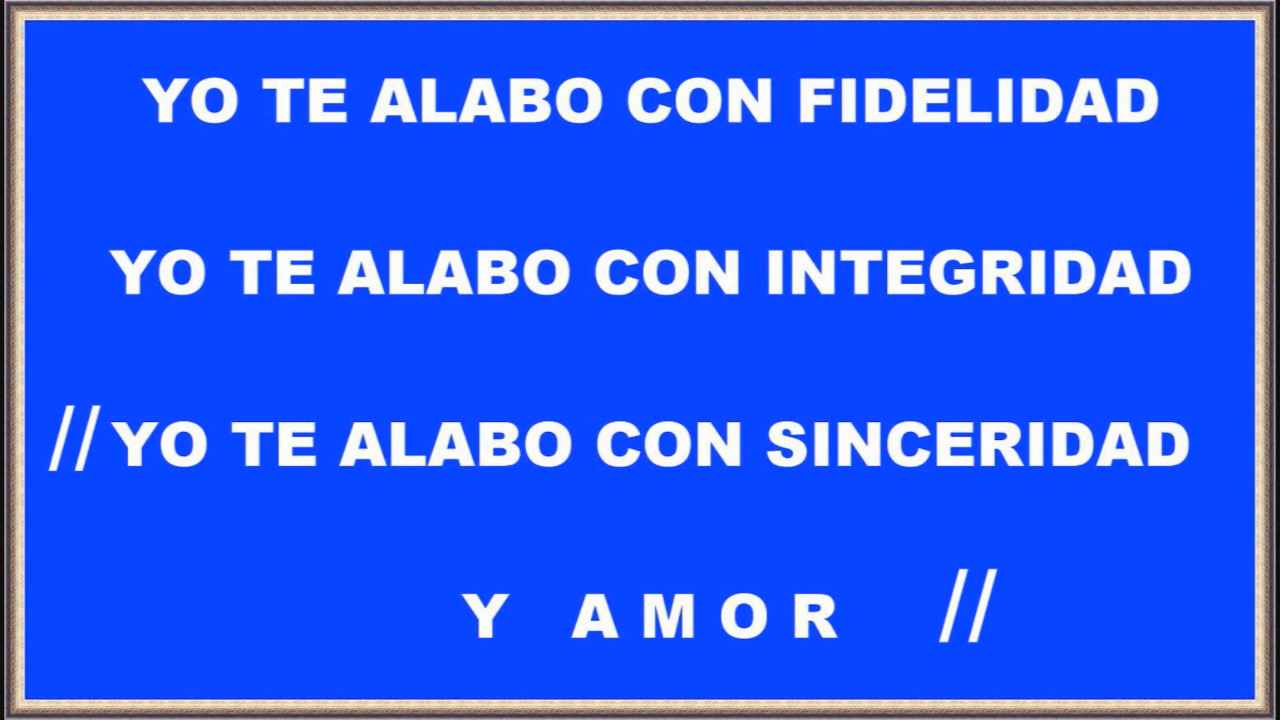 YO TE ALABO CON FIDELIDAD
YO TE ALABO CON INTEGRIDAD
// YO TE ALABO CON SINCERIDAD
Y A M O R //